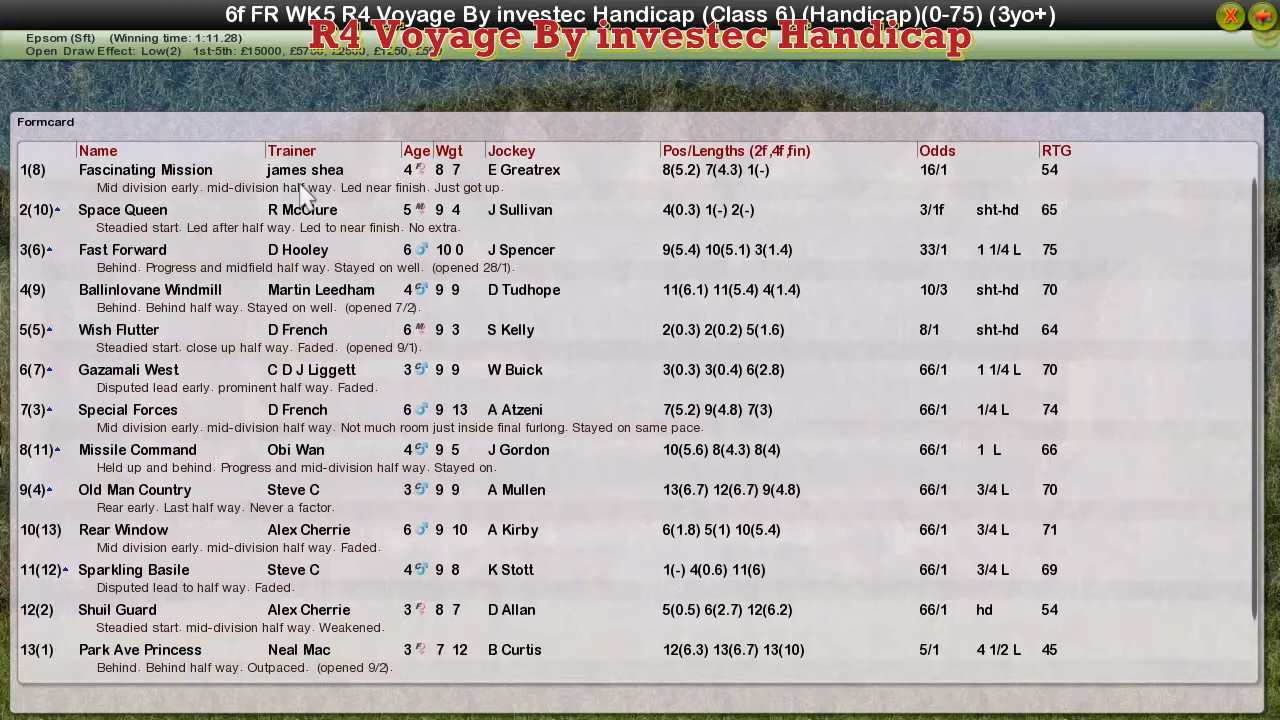 6f FR WK5 R4 Voyage By investec Handicap (Class 6) (Handicap)(0-75) (3yo+)
R4 Voyage By investec Handicap
Epsom (Sft) (Winning time: 1:11.28)
Open Draw Effect: Low(2) 1st-5th: £15000,
Formcard
Name Trainer Age Wgt Jockey Pos/Lengths (2f,4f,fin) Odds RTG
1(8) Fascinating Mission james shea 4 8 7 E Greatrex 8(5.2) 7(4.3) 1(-) 16/1 54
Mid division early. mid-division half way. Led near finish. Just got up.
2(10) Space Queen R McClure 5 9 4 J Sullivan 4(0.3) 1(-) 2(-) 3/1f sht-hd 65
Steadied start. Led after half way. Led to near finish. No extra.
3(6) Fast Forward D Hooley 6 10 0 J Spencer 9(5.4) 10(5.1) 3(1.4) 33/1 1 1/4 L 75
Behind. Progress and midfield half way. Stayed on well. (opened 28/1).
4(9) Ballinlovane Windmill Martin Leedham 4 9 9 D Tudhope 11(6.1) 11(5.4) 4(1.4) 10/3 sht-hd 70
Behind. Behind half way. Stayed on well. (opened 7/2).
5(5) Wish Flutter D French 6 9 3 S Kelly 2(0.3) 2(0.2) 5(1.6) 8/1 sht-hd 64
Steadied start. close up half way. Faded. (opened 9/1).
6(7) Gazamali West C D J Liggett 3 9 9 W Buick 3(0.3) 3(0.4) 6(2.8) 66/1 1 1/4 L 70
Disputed lead early. prominent half way. Faded.
7(3) Special Forces D French 6 9 13 A Atzeni 7(5.2) 9(4.8) 7(3) 66/1 1/4 L 74
Mid division early. mid-division half way. Not much room just inside final furlong. Stayed on same pace.
8(11) Missile Command Obi Wan 4 9 5 J Gordon 10(5.6) 8(4.3) 8(4) 66/1 1 L 66
Held up and behind. Progress and mid-division half way. Stayed on.
9(4) Old Man Country Steve C 3 9 9 A Mullen 13(6.7) 12(6.7) 9(4.8) 66/1 3/4 L 70
Rear early. Last half way. Never a factor.
10(13) Rear Window Alex Cherrie 6 9 10 A Kirby 6(1.8) 5(1) 10(5.4) 66/1 3/4 L 71
Mid division early. mid-division half way. Faded.
11(12) Sparkling Basile Steve C 4 9 8 K Stott 1(-) 4(0.6) 11(6) 66/1 3/4 L 69
Disputed lead to half way. Faded.
12(2) Shuil Guard Alex Cherrie 3 8 7 D Allan 5(0.5) 6(2.7) 12(6.2) 66/1 hd 54
Steadied start. mid-division half way. Weakened.
13(1) Park Ave Princess Neal Mac 3 7 12 B Curtis 12(6.3) 13(6.7) 13(10) 5/1 4 1/2 L 45
Behind. Behind half way. Outpaced. (opened 9/2).